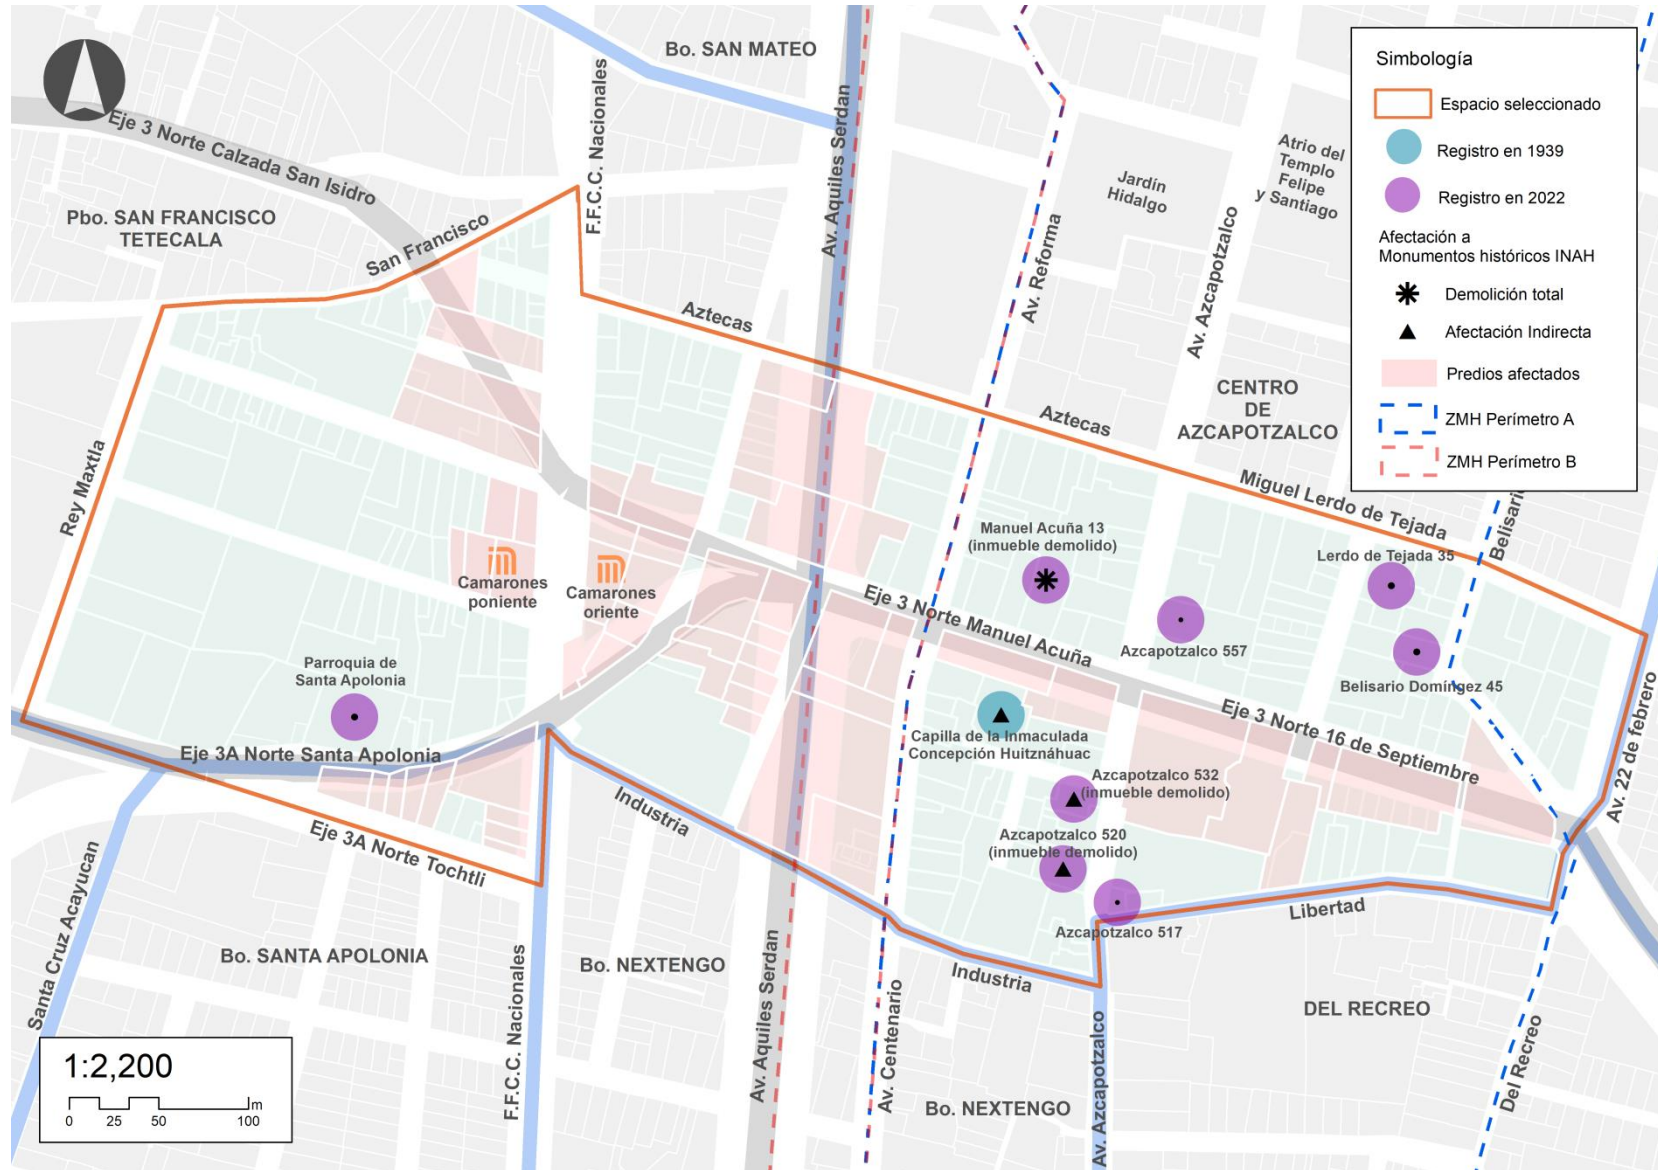 Bo. SAN MATEO
Eje 3 Norte Calzada San Isidro
F.F.C.C. Nacionales
Av. Aquiles Serdan
Pbo. SAN FRANCISCO
TETECALA
San Francisco
Jardín
Hidalgo
Atrio del
Templo
Felipe
y Santiago
Av. Reforma
Av. Azcapotzalco
Aztecas
CENTRO
DE
AZCAPOTZALCO
Aztecas
Miguel Lerdo de Tejada
Belisario
Rey Maxtla
Manuel Acuña 13
(inmueble demolido)
Lerdo de Tejada 35
Camarones
poniente
Camarones
oriente
Eje 3 Norte Manuel Acuña
Azcapotzalco 557
Belisario Domíngez 45
Parroquia de
Santa Apolonia
Eje 3 Norte 16 de Septiembre
Av. 22 de febrero
Capilla de la Inmaculada
Concepción Huitznáhuac
Eje 3A Norte Santa Apolonia
Azcapotzalco 532
(inmueble demolido)
Industria
Eje 3A Norte Tochtli
Azcapotzalco 520
(inmueble demolido)
Azcapotzalco 517
Libertad
Santa Cruz Acayucan
Bo. SANTA APOLONIA
Bo. NEXTENGO
Industria
DEL RECREO
F.F.C.C. Nacionales
Av. Aquiles Serdan
Av. Centenario
Bo. NEXTENGO
Av. Azcapotzalco
Del Recreo
Simbología
Espacio seleccionado
Registro en 1939
Registro en 2022
Afectación a
Monumentos históricos INAH
Demolición total
Afectación Indirecta
Predios afectados
ZMH Perímetro A
ZMH Perímetro B
1:2,200
0 25 50 100 m